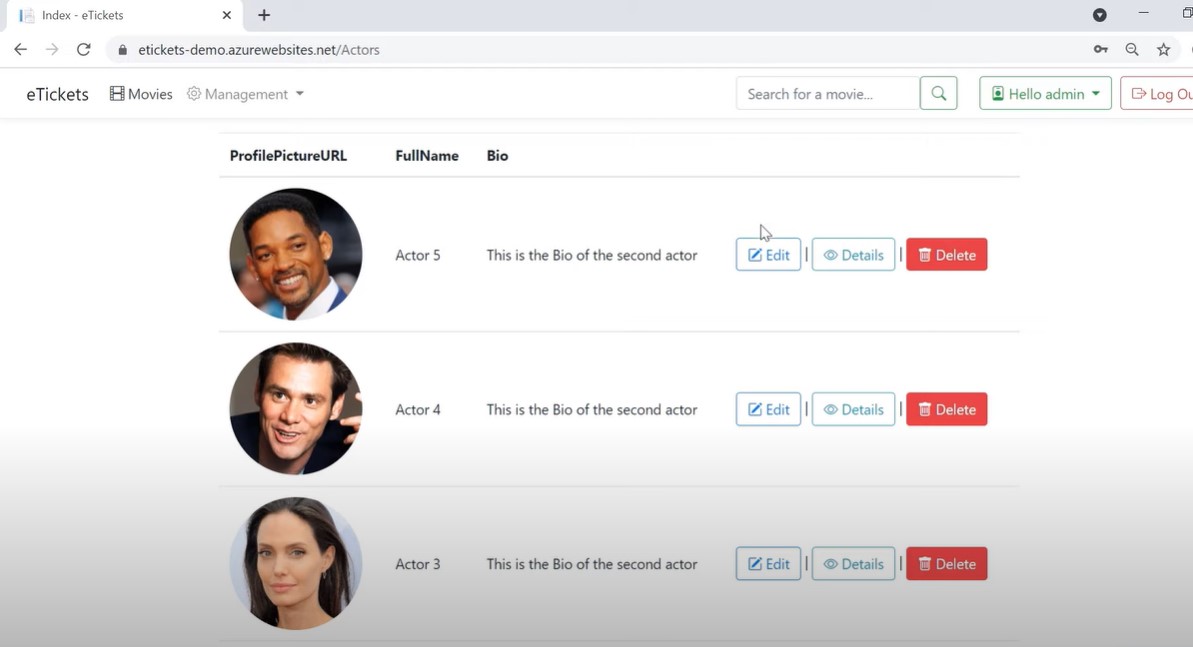 Index - eTickets
etickets-demo.azurewebsites.net/Actors
eTickets Movies Management Search for a movie... Hello admin Log Ou
ProfilePictureURL FullName Bio
Actor 5 This is the Bio of the second actor Edit | Details | Delete
Actor 4 This is the Bio of the second actor Edit | Details | Delete
Actor 3 This is the Bio of the second actor Edit | Details | Delete